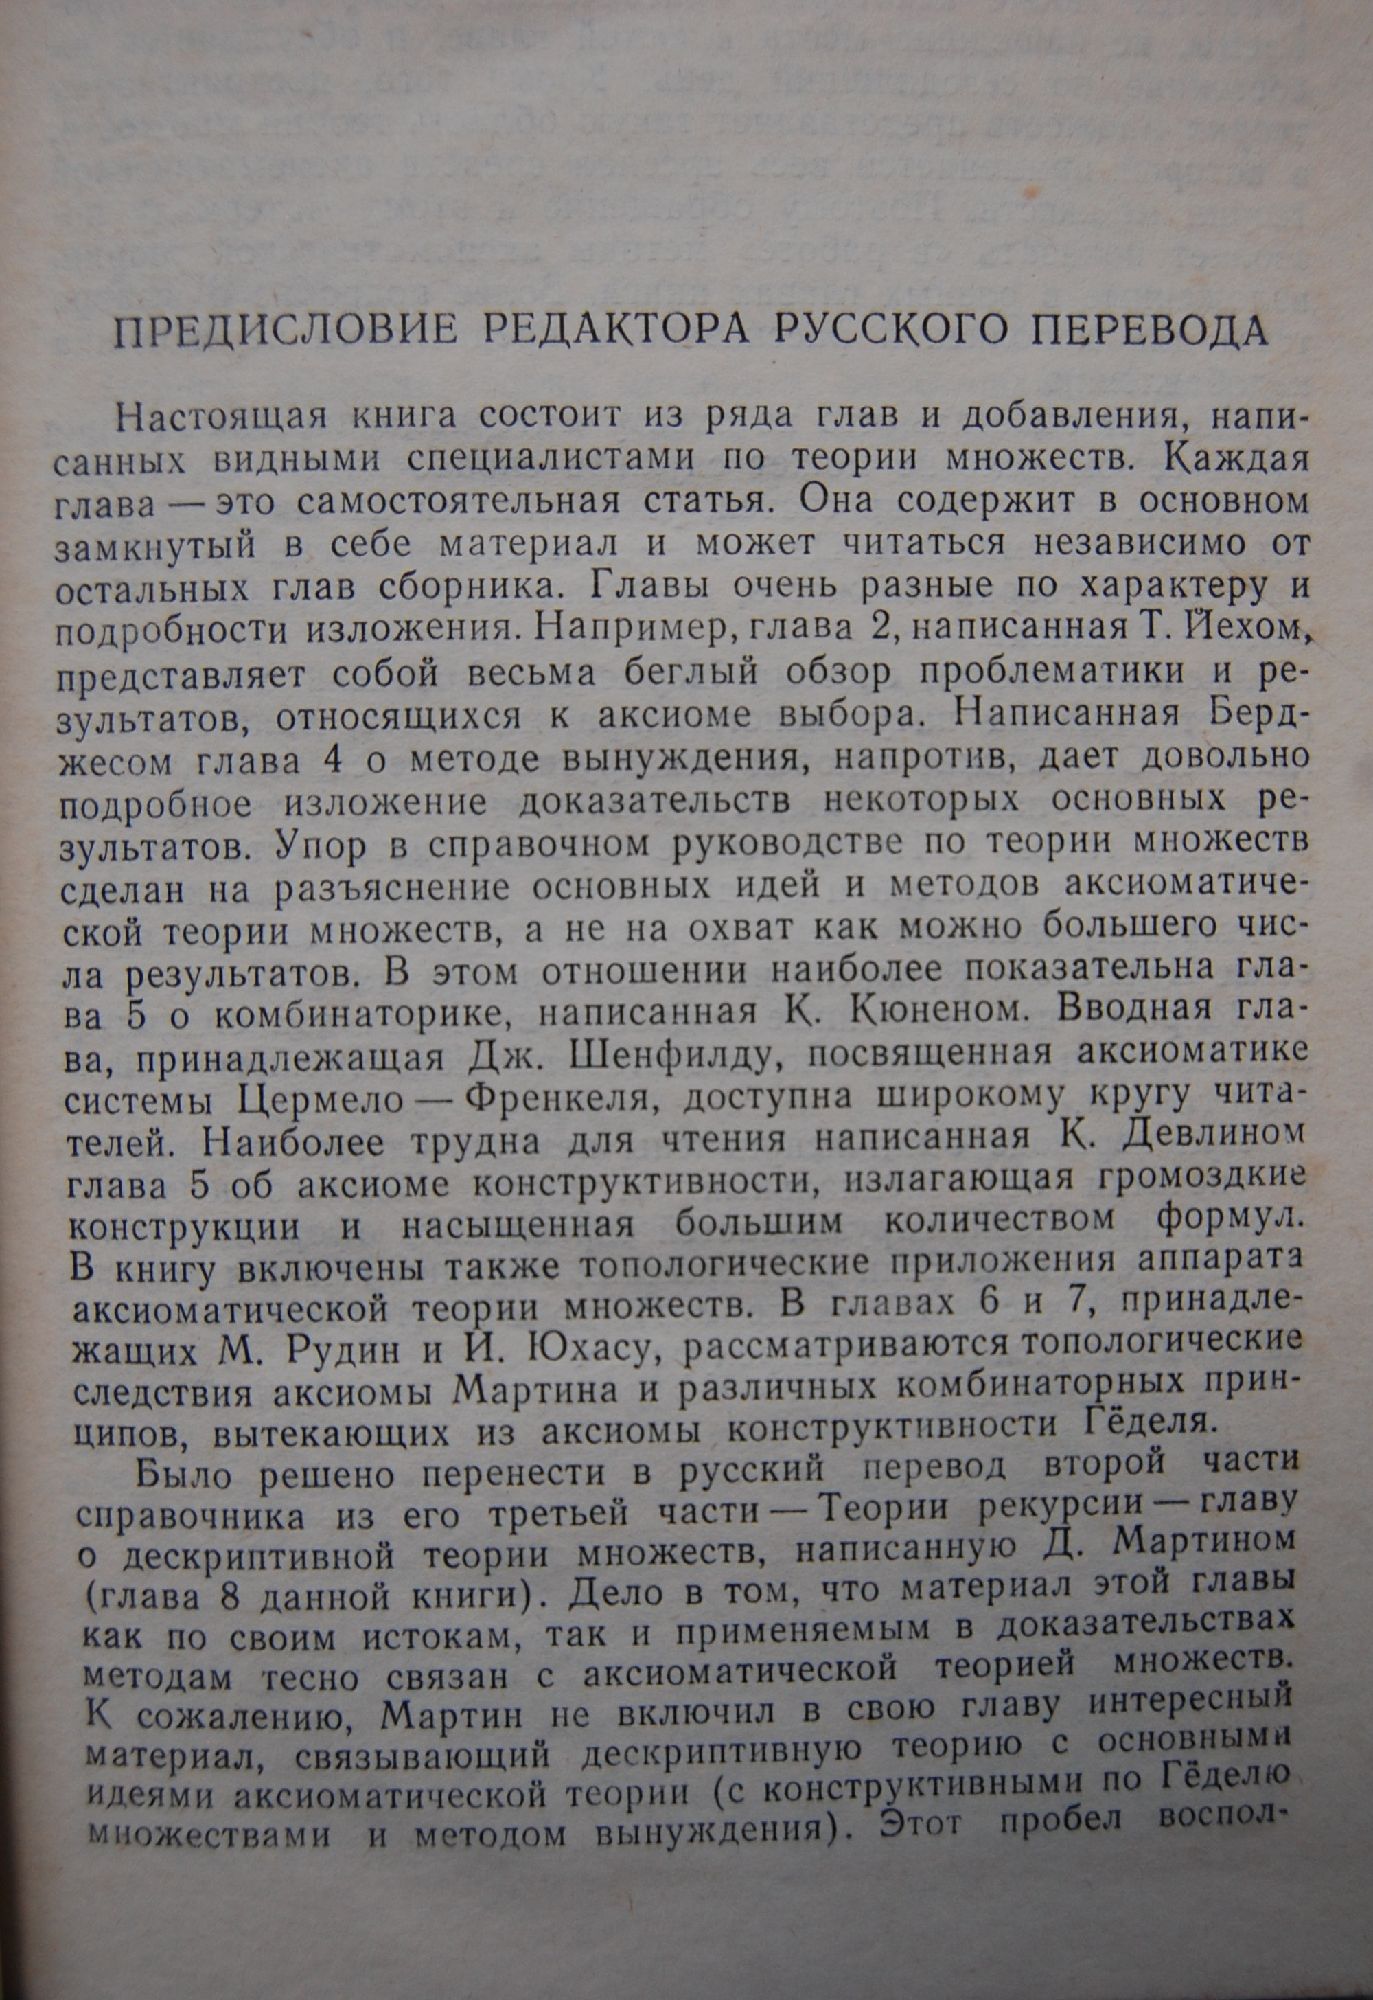 ПРЕДИСЛОВИЕ РЕДАКТОРА РУССКОГО ПЕРЕВОДА
Настоящая книга состоит из ряда глав и добавления, напи-
санных видными специалистами по теории множеств. Каждая
глава — это самостоятельная статья. Она содержит в основном
замкнутый в себе материал и может читаться независимо от
остальных глав сборника. Главы очень разные по характеру и
подробности изложения. Например, глава 2, написанная Т. Йехом,
представляет собой весьма беглый обзор проблематики и ре-
зультатов, относящихся к аксиоме выбора. Написанная Берд-
жесом глава 4 о методе вынуждения, напротив, дает довольно
подробное изложение доказательств некоторых основных ре-
зультатов. Упор в справочном руководстве по теории множеств
сделан на разъяснение основных идей и методов аксиоматиче-
ской теории множеств, а не на охват как можно большего чис-
ла результатов. В этом отношении наиболее показательна гла-
ва 5 о комбинаторике, написанная К. Кюненом. Вводная гла-
ва, принадлежащая Дж. Шенфилду, посвященная аксиоматике
системы Цермело — Френкеля, доступна широкому кругу чита-
телей. Наиболее трудна для чтения написанная К. Девлином
глава 5 об аксиоме конструктивности, излагающая громоздкие
конструкции и насыщенная большим количеством формул.
В книгу включены также топологические приложения аппарата
аксиоматической теории множеств. В главах 6 и 7, принадле-
жащих М. Рудин и И. Юхасу, рассматриваются топологические
следствия аксиомы Мартина и различных комбинаторных прин-
ципов, вытекающих из аксиомы конструктивности Гёделя.
Было решено перенести в русский перевод второй части
справочника из его третьей части — Теории рекурсии — главу
о дескриптивной теории множеств, написанную Д. Мартином
(глава 8 данной книги). Дело в том, что материал этой главы
как по своим истокам, так и применяемым в доказательствах
методам тесно связан с аксиоматической теорией множеств.
К сожалению, Мартин не включил в свою главу интересный
материал, связывающий дескриптивную теорию с основными
идеями аксиоматической теории (с конструктивными по Гёделю
множествами и методом вынуждения). Этот пробел воспол-